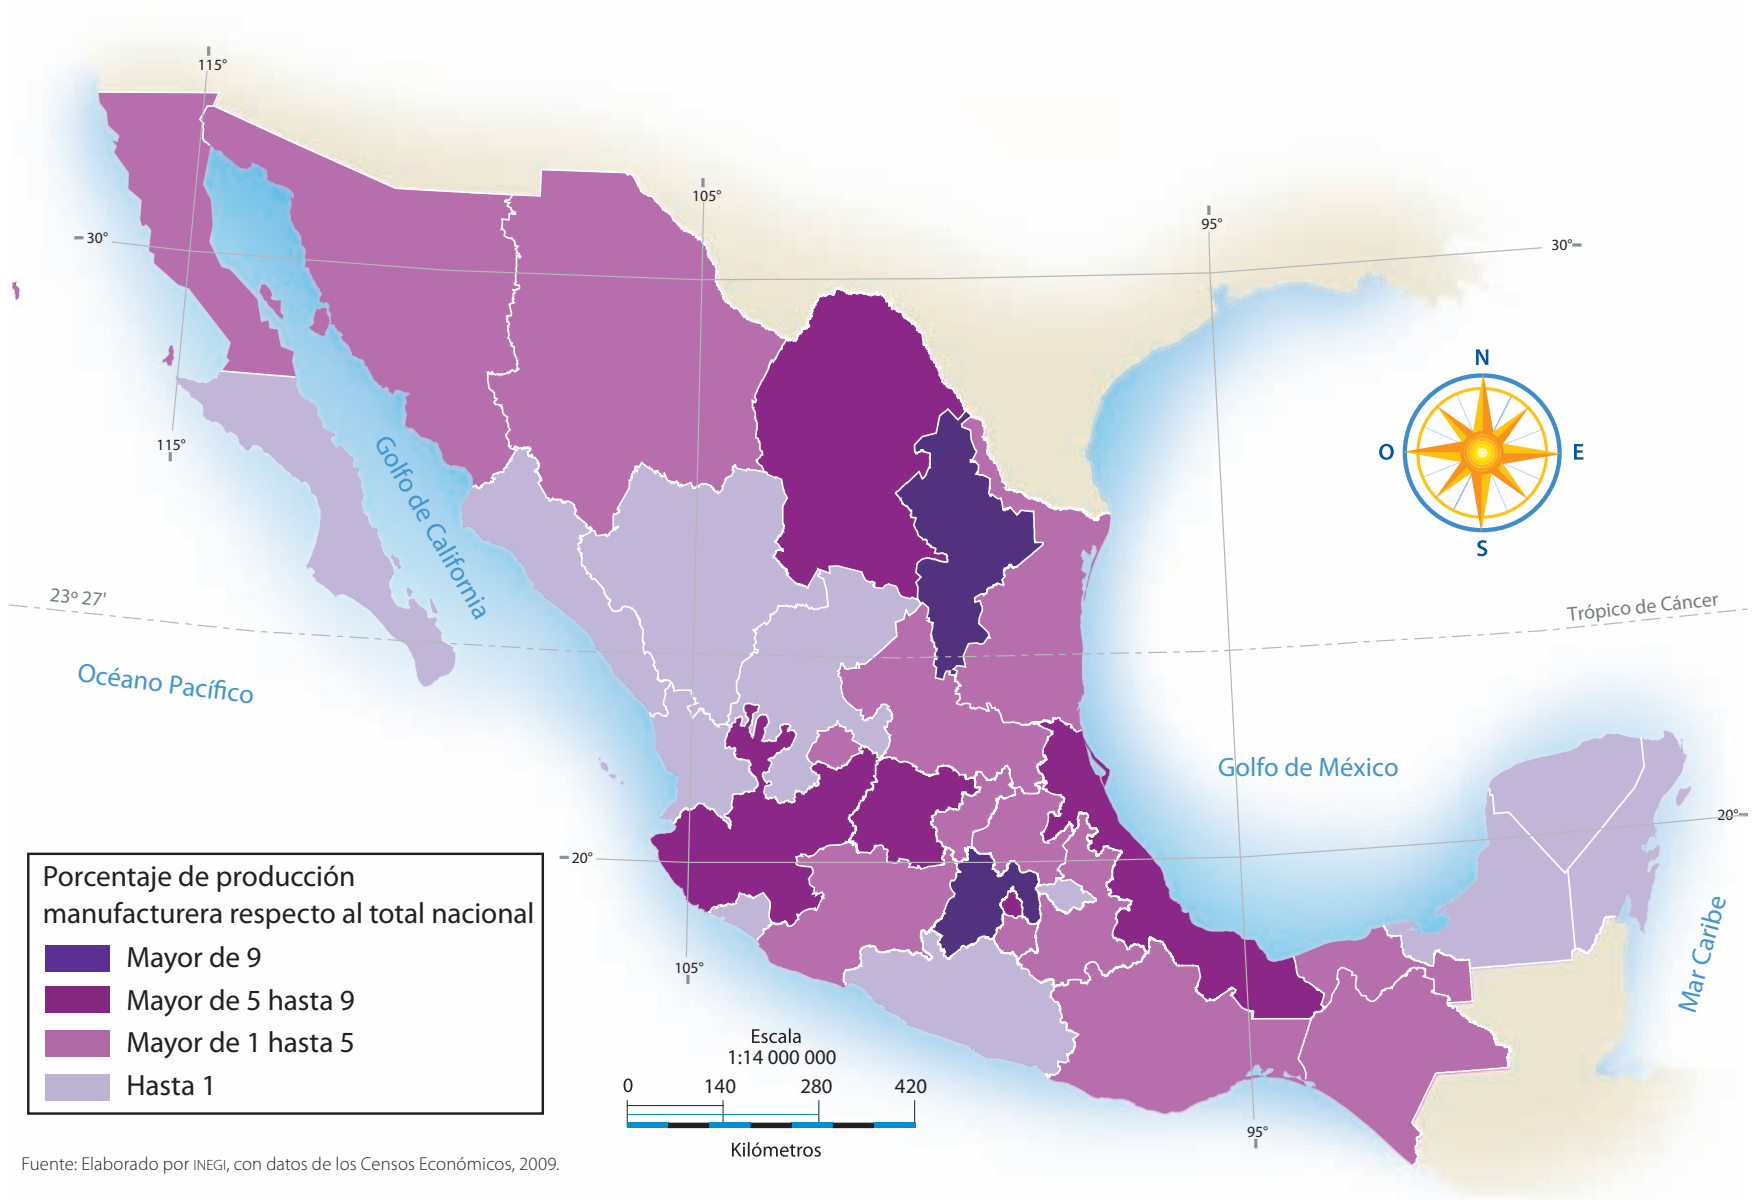 115°
105°
95°
30°
30°
N
O
E
S
115°
Golfo de California
23º 27'
Trópico de Cáncer
Océano Pacífico
Golfo de México
20°
20°
Mar Caribe
105°
95°
Porcentaje de producción
manufacturera respecto al total nacional
Mayor de 9
Mayor de 5 hasta 9
Mayor de 1 hasta 5
Hasta 1
Escala
1:14 000 000
0 140 280 420
Kilómetros
Fuente: Elaborado por INEGI, con datos de los Censos Económicos, 2009.